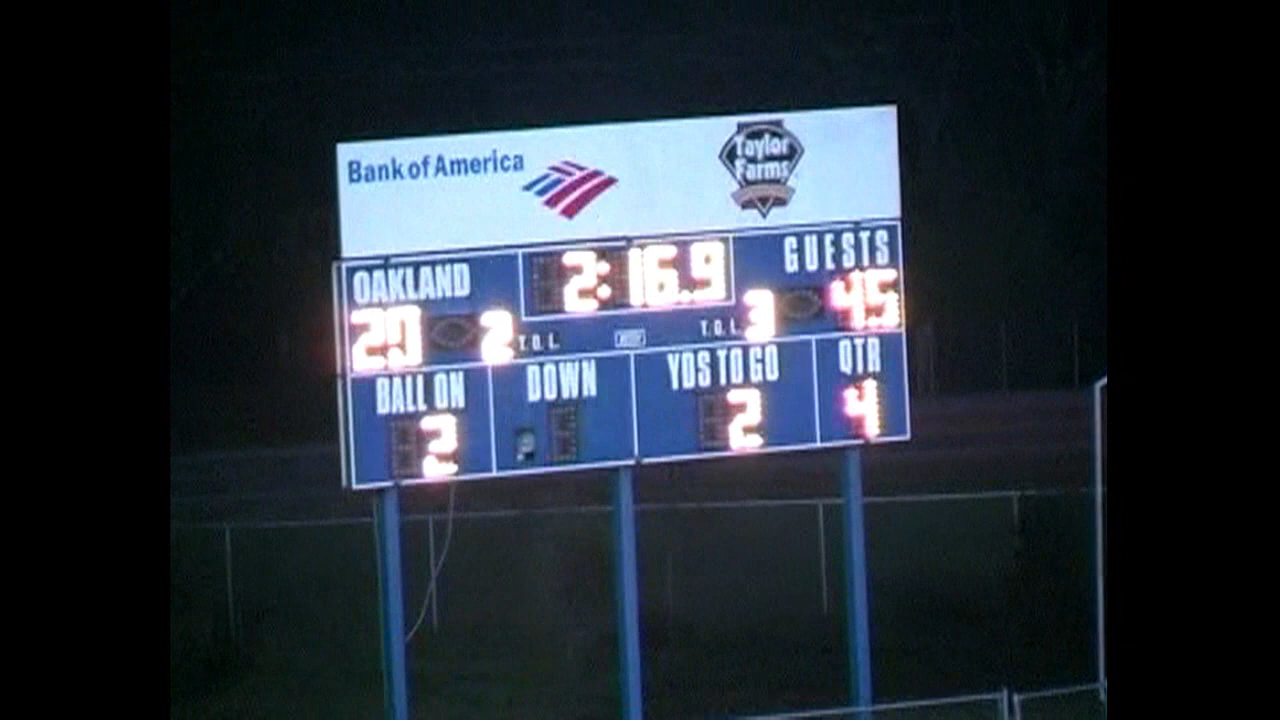 Bank of America
Taylor
Farms
OAKLAND
2:16.9
GUESTS
20
2
T.O.L.
T.O.L.
3
45
BALL ON
DOWN
YDS TO GO
QTR
2
2
4